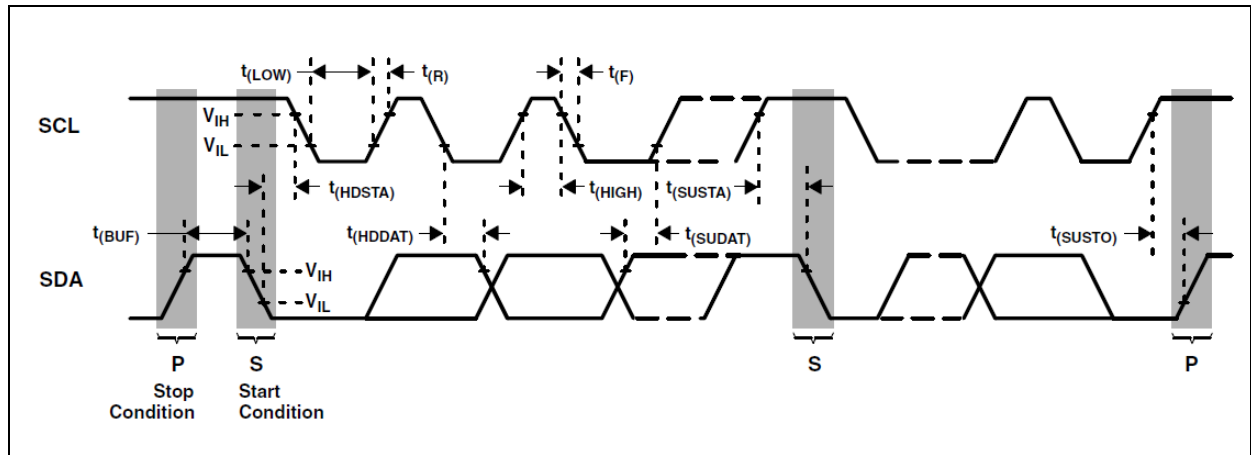 t(LOW)
t(R)
t(F)
SCL
VIH
VIL
t(HDSTA)
t(HIGH)
t(SUSTA)
t(BUF)
t(HDDAT)
t(SUDAT)
t(SUSTO)
SDA
VIH
VIL
P
S
S
P
Stop
Condition
Start
Condition